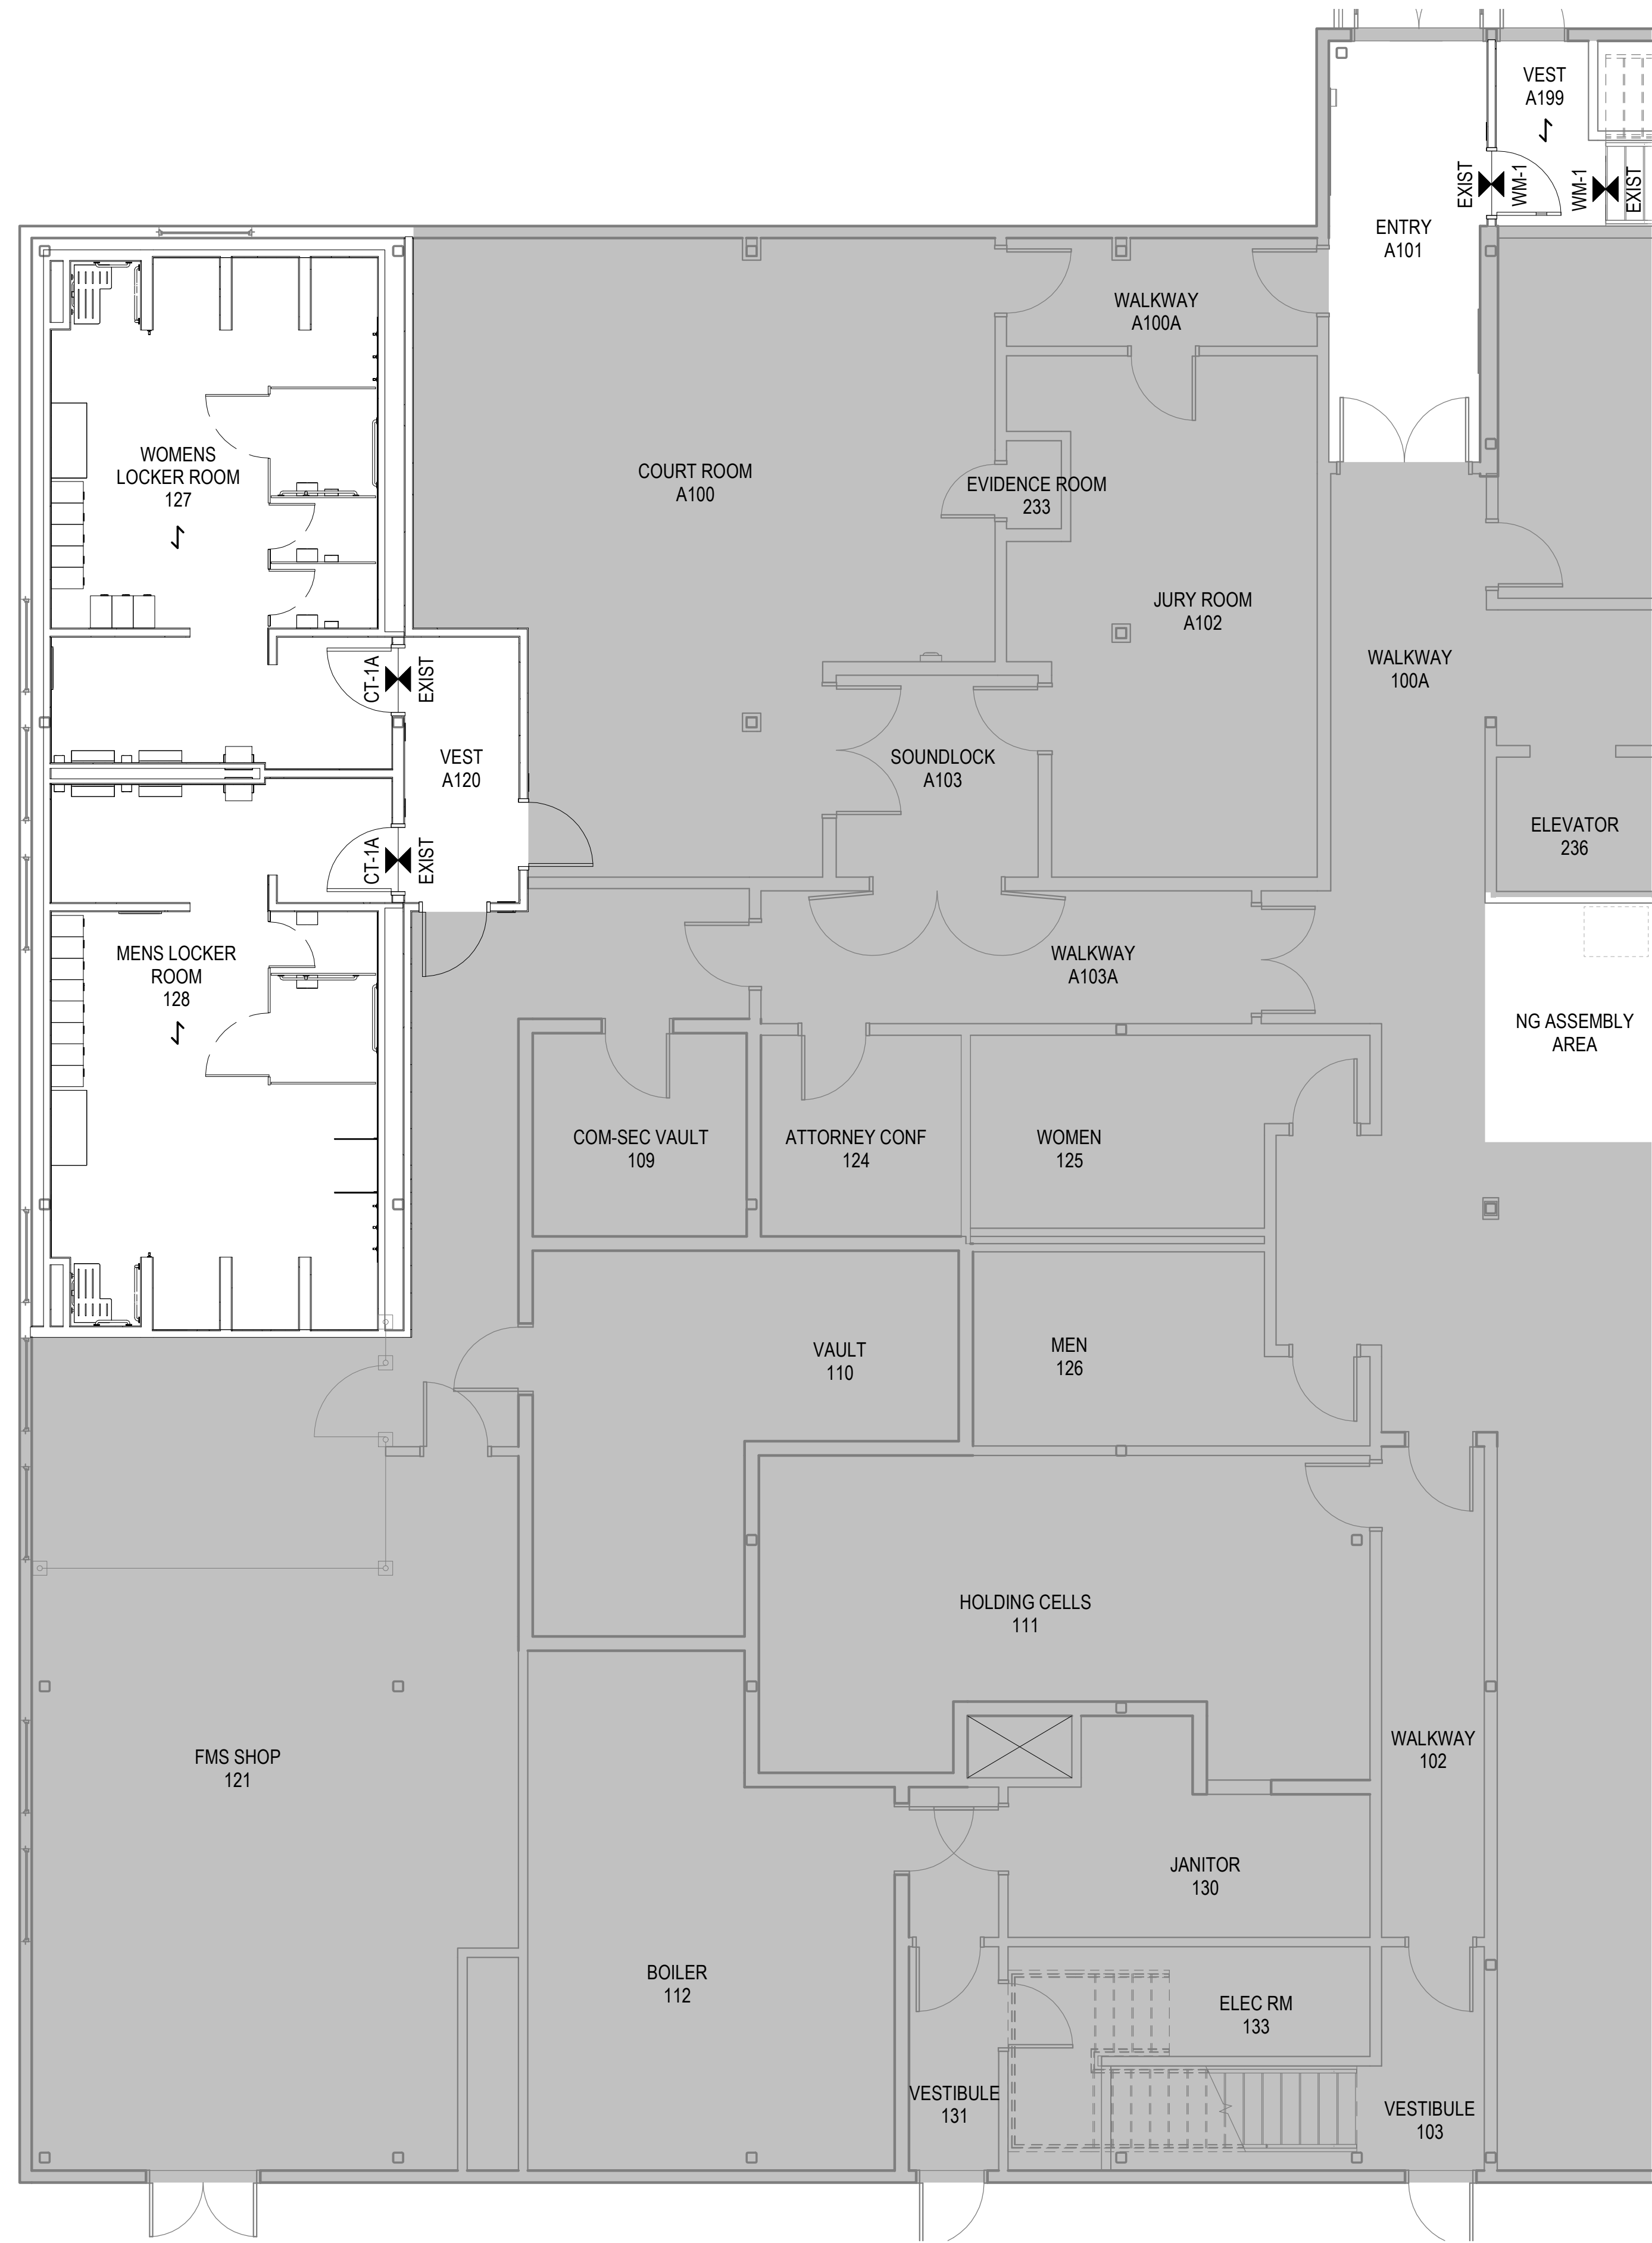 VEST
A199
EXIST
WM-1
WM-1
EXIST
ENTRY
A101
WALKWAY
A100A
WOMENS
LOCKER ROOM
127
COURT ROOM
A100
EVIDENCE ROOM
233
JURY ROOM
A102
WALKWAY
100A
CT-1A
EXIST
VEST
A120
SOUNDLOCK
A103
ELEVATOR
236
CT-1A
EXIST
MENS LOCKER
ROOM
128
WALKWAY
A103A
NG ASSEMBLY
AREA
COM-SEC VAULT
109
ATTORNEY CONF
124
WOMEN
125
VAULT
110
MEN
126
HOLDING CELLS
111
FMS SHOP
121
WALKWAY
102
JANITOR
130
BOILER
112
ELEC RM
133
VESTIBULE
131
VESTIBULE
103